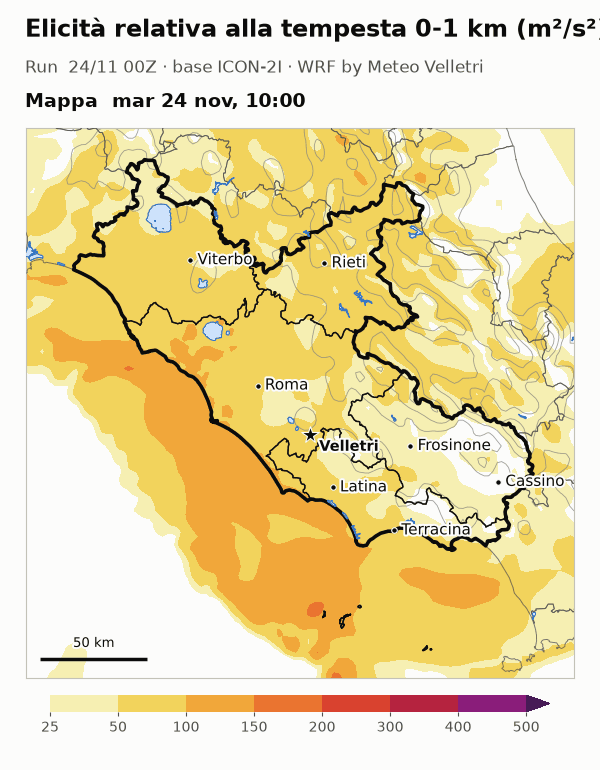 Elicità relativa alla tempesta 0-1 km (m²/s²)
Run 24/11 00Z · base ICON-2I · WRF by Meteo Velletri
Mappa mar 24 nov, 10:00
Viterbo
Rieti
Roma
Velletri
Frosinone
Cassino
Latina
Terracina
50 km
25 50 100 150 200 300 400 500